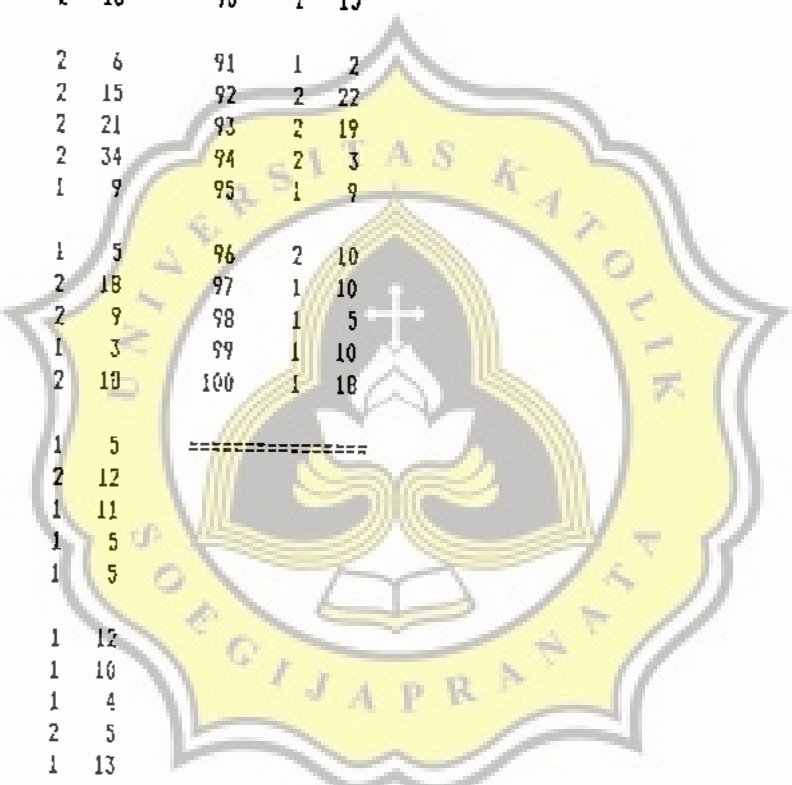 2 6 91 1 2
2 15 92 2 22
2 21 93 2 19
2 34 94 2 3
1 9 95 1 9
1 5 96 2 10
2 18 97 1 10
2 9 98 1 5
1 3 99 1 10
2 100 1 18
1 5 ==================
2 12
1 11
1 5
1 5
1 12
1 10
1 4
2 5
1 13
UNIVERSITAS KATOLIK
SOEGIJAPRANATA